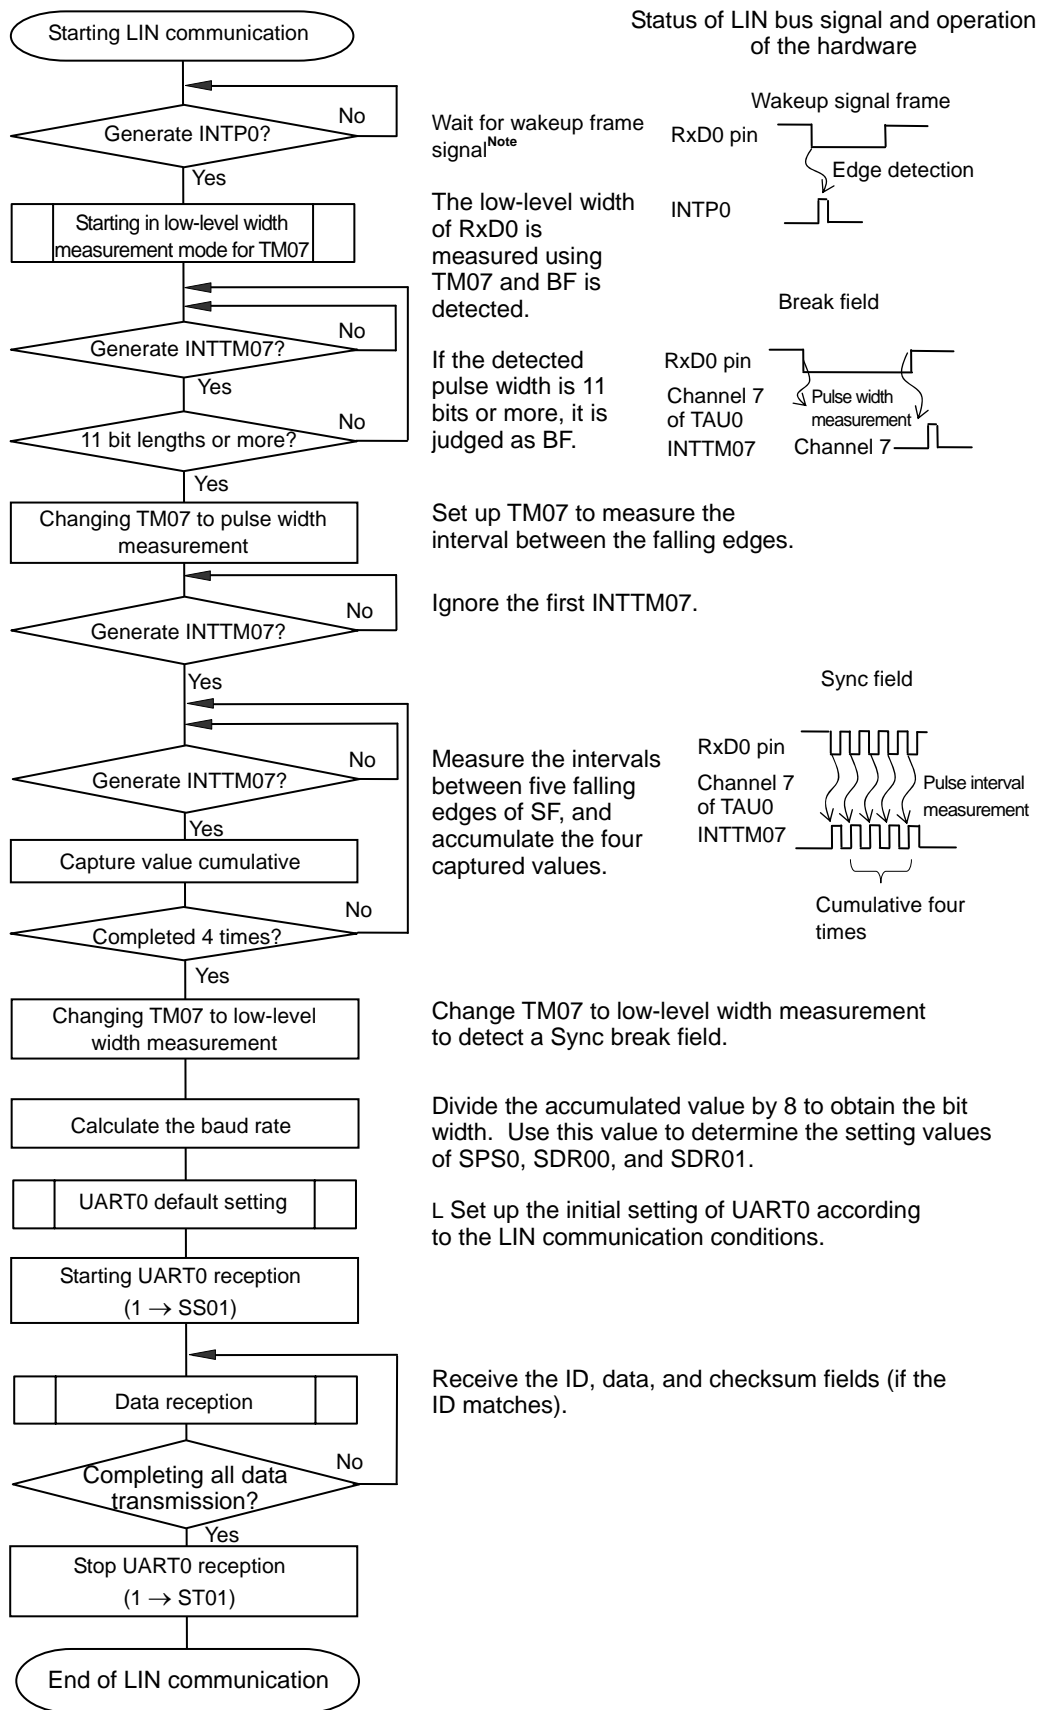 Starting LIN communication
Status of LIN bus signal and operation
of the hardware
No
Generate INTP0?
Yes
Wait for wakeup frame
signalNote
Wakeup signal frame
RxD0 pin
Edge detection
INTP0
Starting in low-level width
measurement mode for TM07
The low-level width
of RxD0 is
measured using
TM07 and BF is
detected.
Break field
No
Generate INTTM07?
Yes
No
11 bit lengths or more?
Yes
If the detected
pulse width is 11
bits or more, it is
judged as BF.
RxD0 pin
Channel 7
of TAU0
INTTM07
Pulse width
measurement
Channel 7
Changing TM07 to pulse width
measurement
Set up TM07 to measure the
interval between the falling edges.
No
Generate INTTM07?
Yes
Ignore the first INTTM07.
Sync field
No
Generate INTTM07?
Yes
Capture value cumulative
No
Completed 4 times?
Yes
Measure the intervals
between five falling
edges of SF, and
accumulate the four
captured values.
RxD0 pin
Channel 7
of TAU0
INTTM07
Pulse interval
measurement
Cumulative four
times
Changing TM07 to low-level
width measurement
Change TM07 to low-level width measurement
to detect a Sync break field.
Calculate the baud rate
Divide the accumulated value by 8 to obtain the bit
width. Use this value to determine the setting values
of SPS0, SDR00, and SDR01.
UART0 default setting
L Set up the initial setting of UART0 according
to the LIN communication conditions.
Starting UART0 reception
(1 → SS01)
Data reception
Receive the ID, data, and checksum fields (if the
ID matches).
No
Completing all data
transmission?
Yes
Stop UART0 reception
(1 → ST01)
End of LIN communication